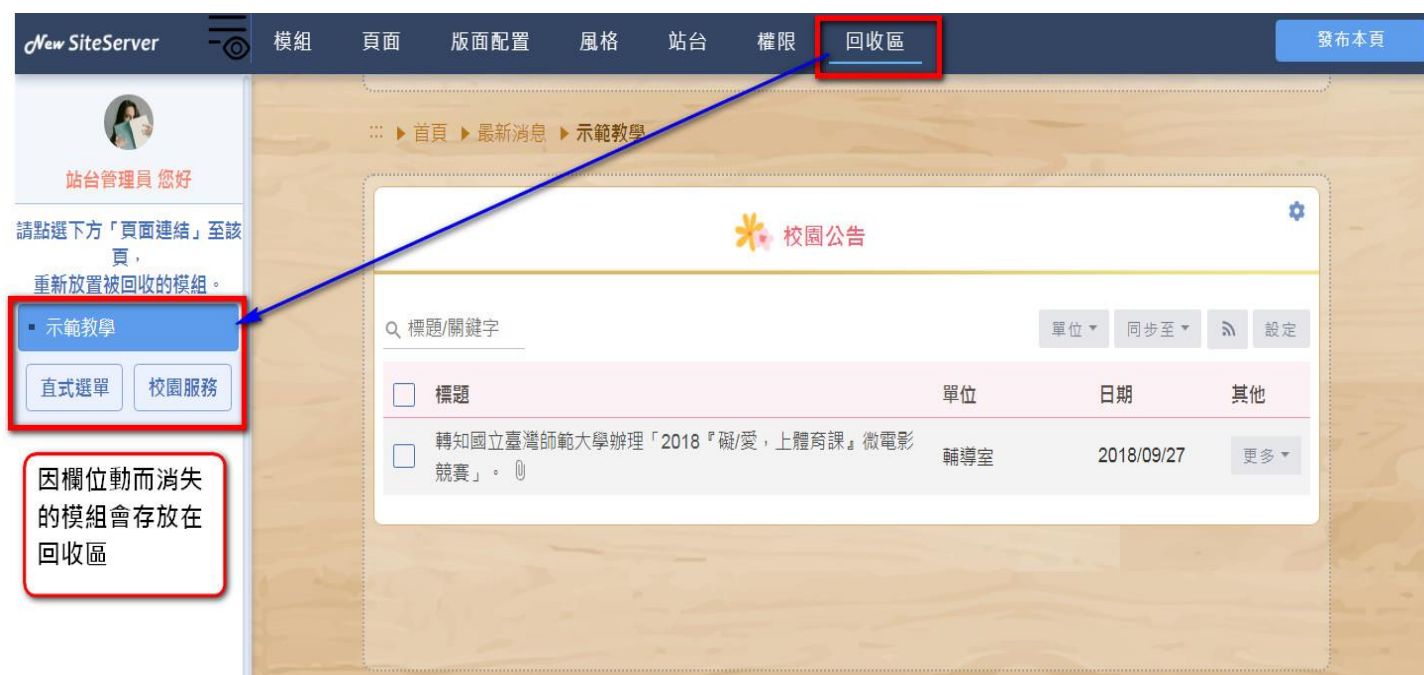 New SiteServer 模組 頁面 版面配置 風格 站台 權限 回收區 發布本頁
站台管理員 您好
請點選下方「頁面連結」至該
頁，
重新放置被回收的模組。
▪ 示範教學
直式選單 校園服務
因欄位動而消失
的模組會存放在
回收區
::: ▶ 首頁 ▶ 最新消息 ▶ 示範教學
校園公告
標題/關鍵字 單位 同步至 設定
標題 單位 日期 其他
轉知國立臺灣師範大學辦理「2018『礙/愛，上體育課』微電影
競賽」。 輔導室 2018/09/27 更多